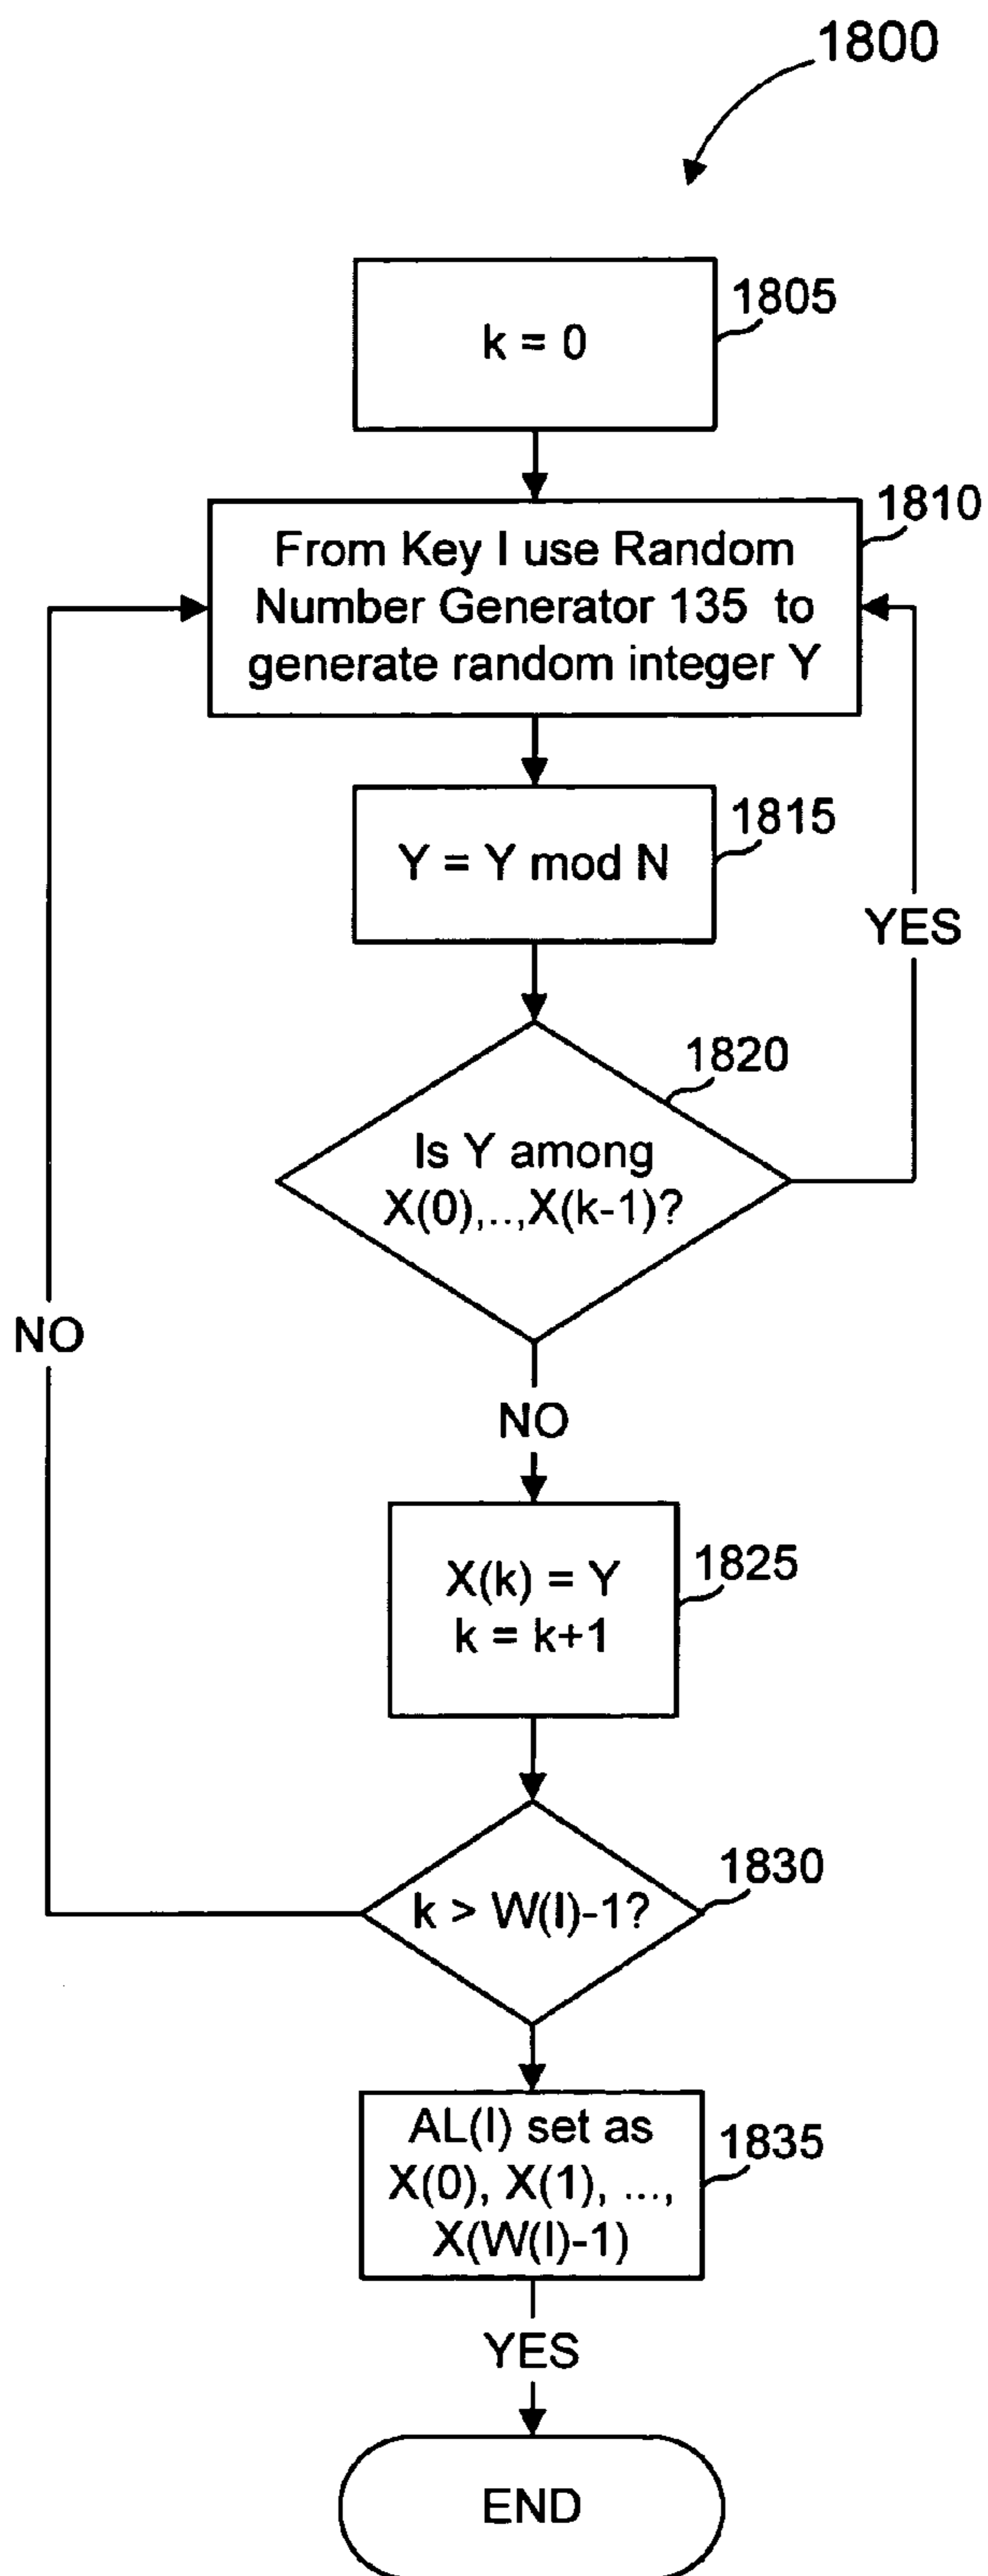 1800
k = 0
1805
From Key I use Random
Number Generator 135 to
generate random integer Y
1810
Y = Y mod N
1815
YES
Is Y among
X(0),..,X(k-1)?
1820
NO
NO
X(k) = Y
k = k+1
1825
k > W(I)-1?
1830
AL(I) set as
X(0), X(1), ...,
X(W(I)-1)
1835
YES
END